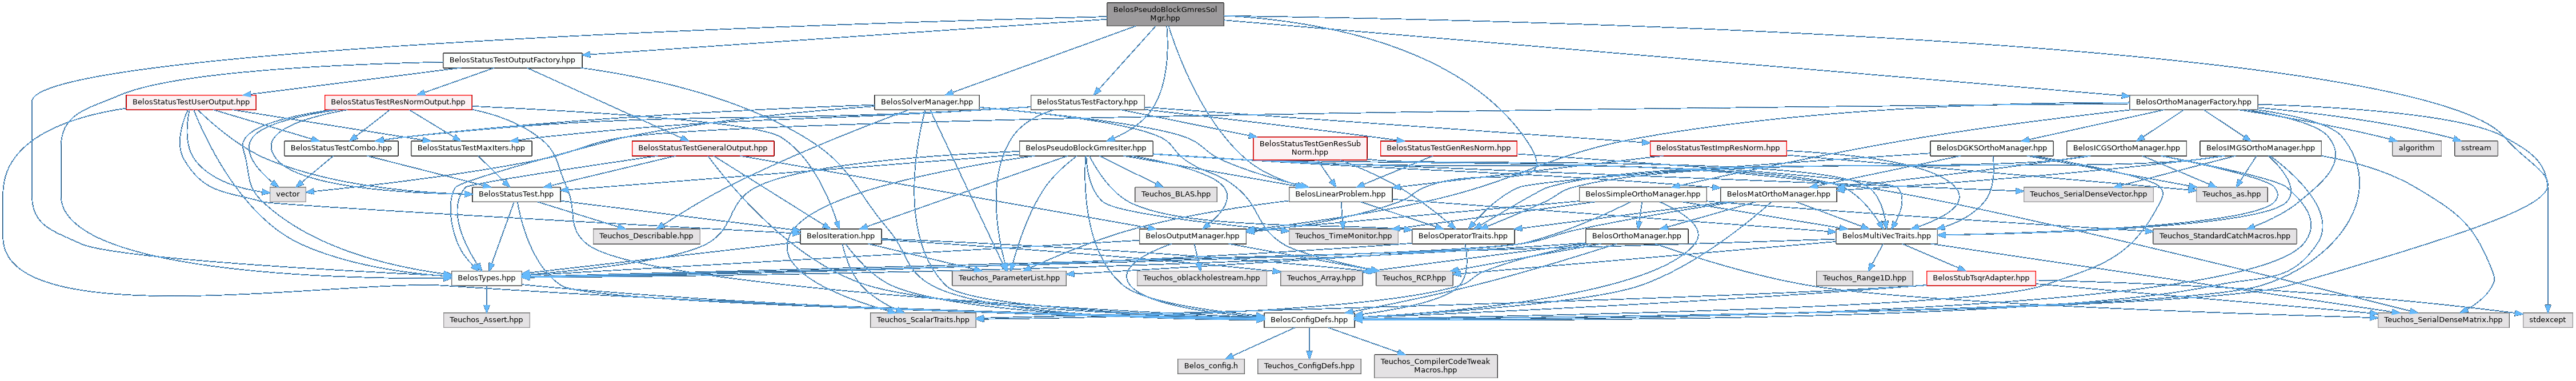 BelosPseudoBlockGmresSol
Mgr.hpp
BelosStatusTestOutputFactory.hpp
BelosStatusTestUserOutput.hpp
BelosStatusTestResNormOutput.hpp
BelosSolverManager.hpp
BelosStatusTestFactory.hpp
BelosOrthoManagerFactory.hpp
BelosStatusTestCombo.hpp
BelosStatusTestMaxIters.hpp
BelosStatusTestGeneralOutput.hpp
BelosPseudoBlockGmresIter.hpp
BelosStatusTestGenResSub
Norm.hpp
BelosStatusTestGenResNorm.hpp
BelosStatusTestImpResNorm.hpp
BelosDGKSOrthoManager.hpp
BelosICGSOrthoManager.hpp
BelosIMGSOrthoManager.hpp
algorithm
sstream
vector
BelosStatusTest.hpp
Teuchos_BLAS.hpp
BelosLinearProblem.hpp
BelosSimpleOrthoManager.hpp
BelosMatOrthoManager.hpp
Teuchos_SerialDenseVector.hpp
Teuchos_as.hpp
Teuchos_Describable.hpp
BelosIteration.hpp
BelosOutputManager.hpp
Teuchos_TimeMonitor.hpp
BelosOperatorTraits.hpp
BelosOrthoManager.hpp
BelosMultiVecTraits.hpp
Teuchos_StandardCatchMacros.hpp
BelosTypes.hpp
Teuchos_ParameterList.hpp
Teuchos_oblackholestream.hpp
Teuchos_Array.hpp
Teuchos_RCP.hpp
Teuchos_Range1D.hpp
BelosStubTsqrAdapter.hpp
Teuchos_Assert.hpp
Teuchos_ScalarTraits.hpp
BelosConfigDefs.hpp
Teuchos_SerialDenseMatrix.hpp
stdexcept
Belos_config.h
Teuchos_ConfigDefs.hpp
Teuchos_CompilerCodeTweak
Macros.hpp